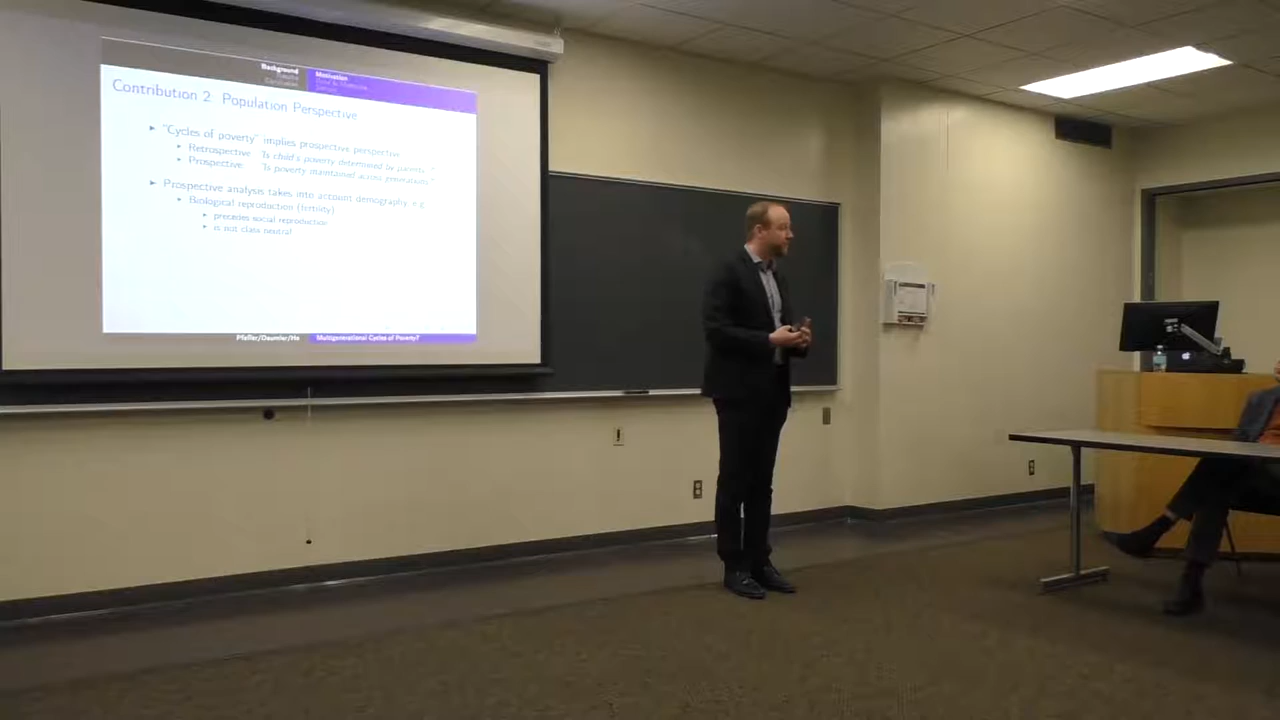 Background
Motivation
Contribution 2: Population Perspective
► "Cycles of poverty" implies prospective perspective
• Retrospective: "Is child's poverty determined by poverty..."
• Prospective: "Is poverty maintained across generations"
► Prospective analysis takes into account demography, e.g.
• Biological reproduction (fertility)
• precedes social reproduction
• is not class neutral
Pfeffer/Daumler/Ho
Multigenerational Cycles of Poverty?